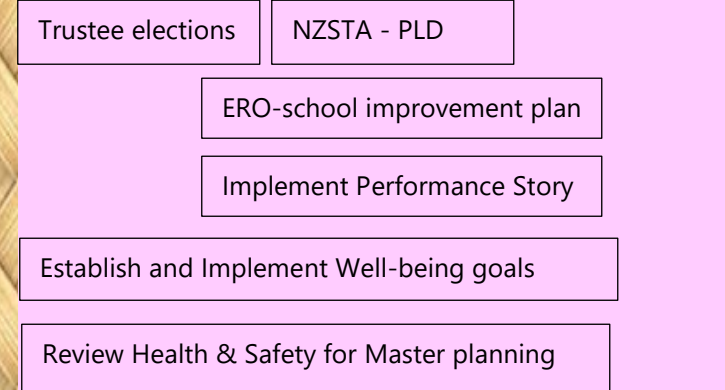 Trustee elections
NZSTA - PLD
ERO-school improvement plan
Implement Performance Story
Establish and Implement Well-being goals
Review Health & Safety for Master planning